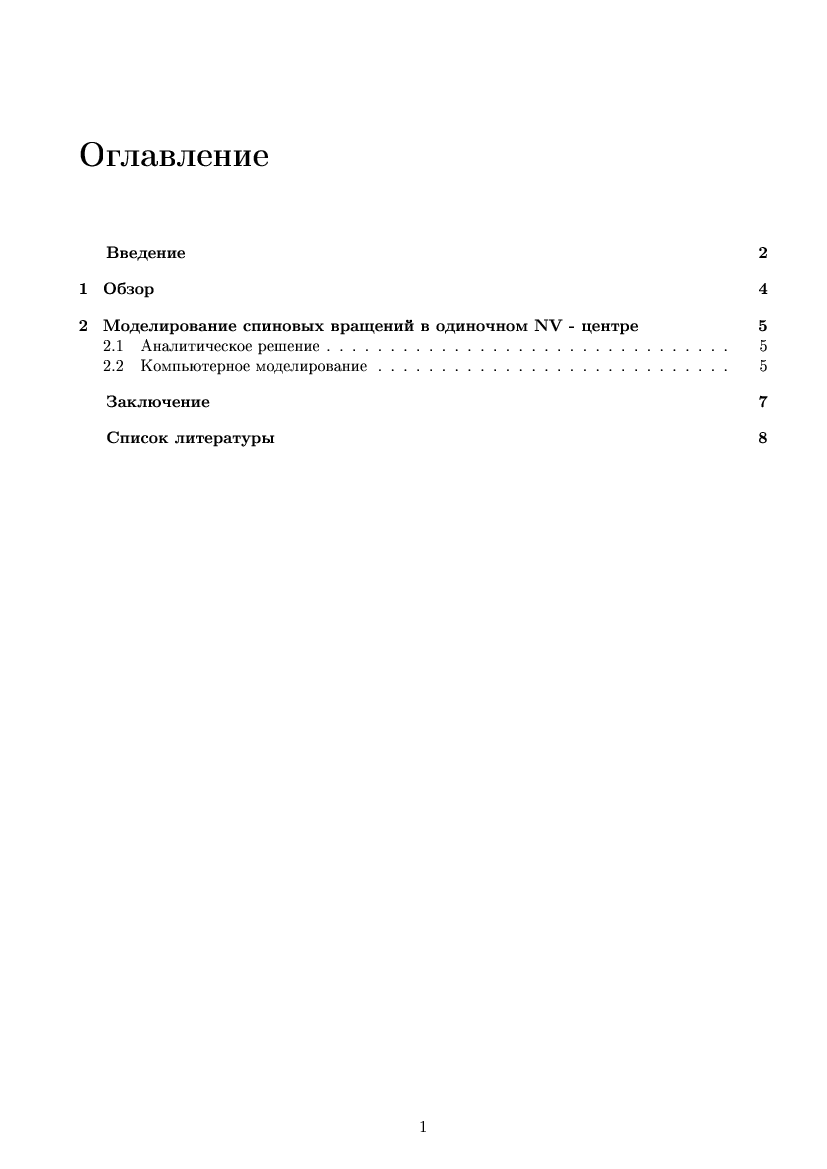 Оглавление
Введение 2
1 Обзор 4
2 Моделирование спиновых вращений в одиночном NV - центре 5
2.1 Аналитическое решение . . . . . . . . . . . . . . . . . . . . . . . . . . . . . . . . 5
2.2 Компьютерное моделирование . . . . . . . . . . . . . . . . . . . . . . . . . . . . 5
Заключение 7
Список литературы 8
1